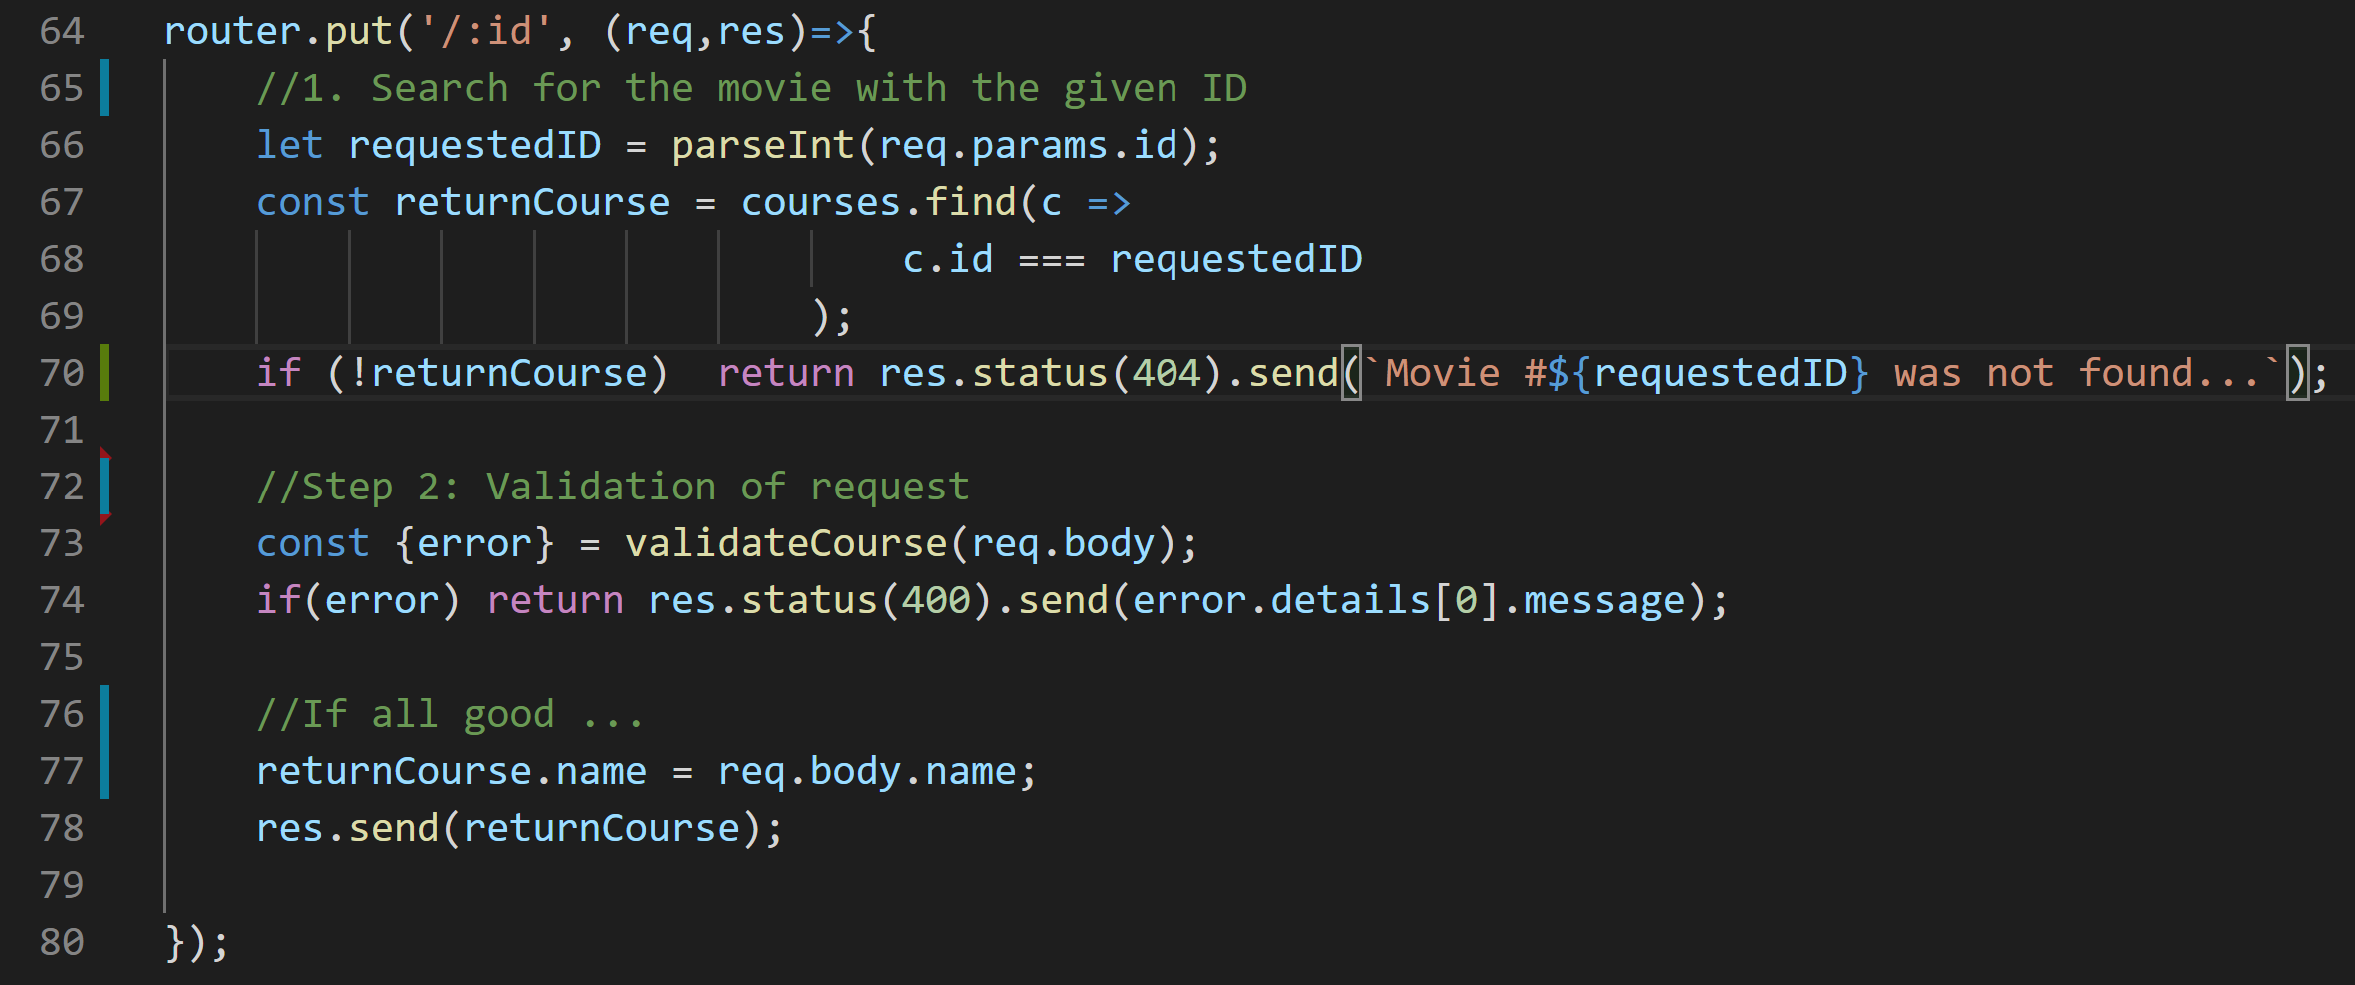 64 router.put('/:id', (req,res)=>{
65 //1. Search for the movie with the given ID
66 let requestedID = parseInt(req.params.id);
67 const returnCourse = courses.find(c =>
68 c.id === requestedID
69 );
70 if (!returnCourse)  return res.status(404).send(`Movie #${requestedID} was not found...`);
71
72 //Step 2: Validation of request
73 const {error} = validateCourse(req.body);
74 if(error) return res.status(400).send(error.details[0].message);
75
76 //If all good ...
77 returnCourse.name = req.body.name;
78 res.send(returnCourse);
79
80 });